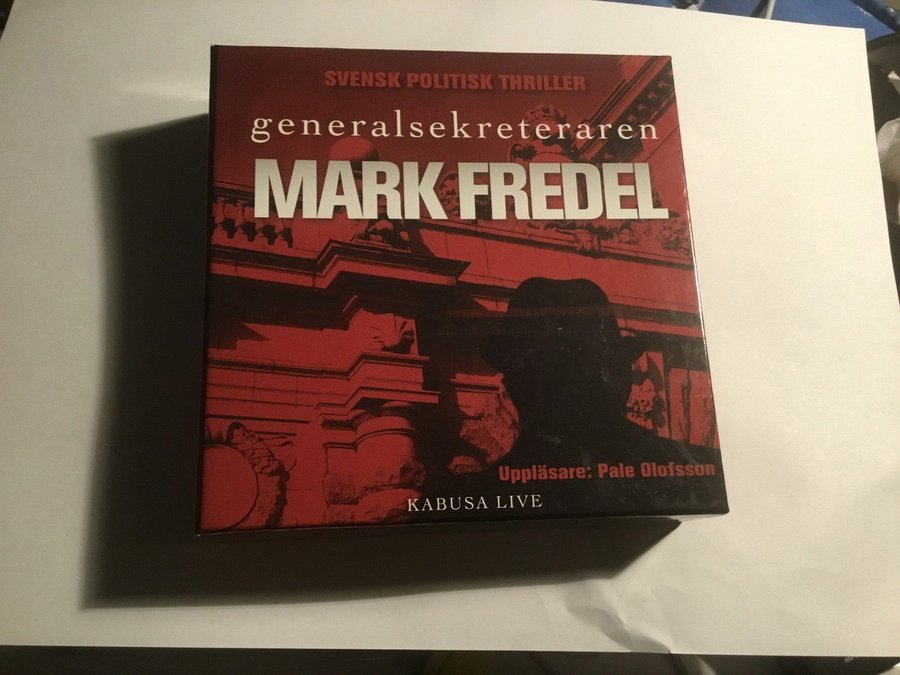 SVENSK POLITISK THRILLER
generalsekreteraren
MARK FREDEL
Uppläsare: Pale Olofsson
KABUSA LIVE